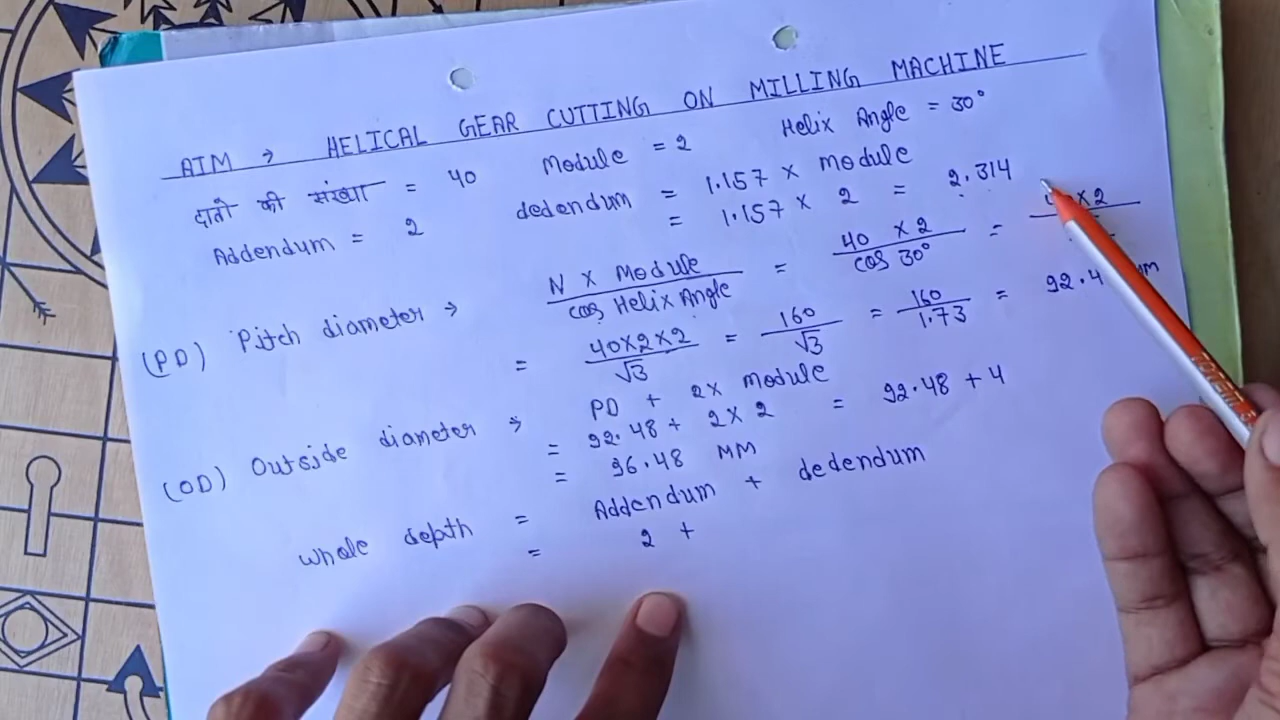 AIM → HELICAL GEAR CUTTING ON MILLING MACHINE
दातो की संख्या = 40 Module = 2 Helix Angle = 30°
Addendum = 2 dedendum = 1.157 × module
= 1.157 × 2 = 2.314
(PD) Pitch diameter → N × Module / cos Helix Angle = 40 × 2 / cos 30° = × 2
= 40×2×2 / √3 = 160 / √3 = 160 / 1.73 = 92.4
(OD) Outside diameter → PD + 2× Module
= 92.48 + 2×2 = 92.48 + 4
= 96.48 MM
whole depth = Addendum + dedendum
= 2 +